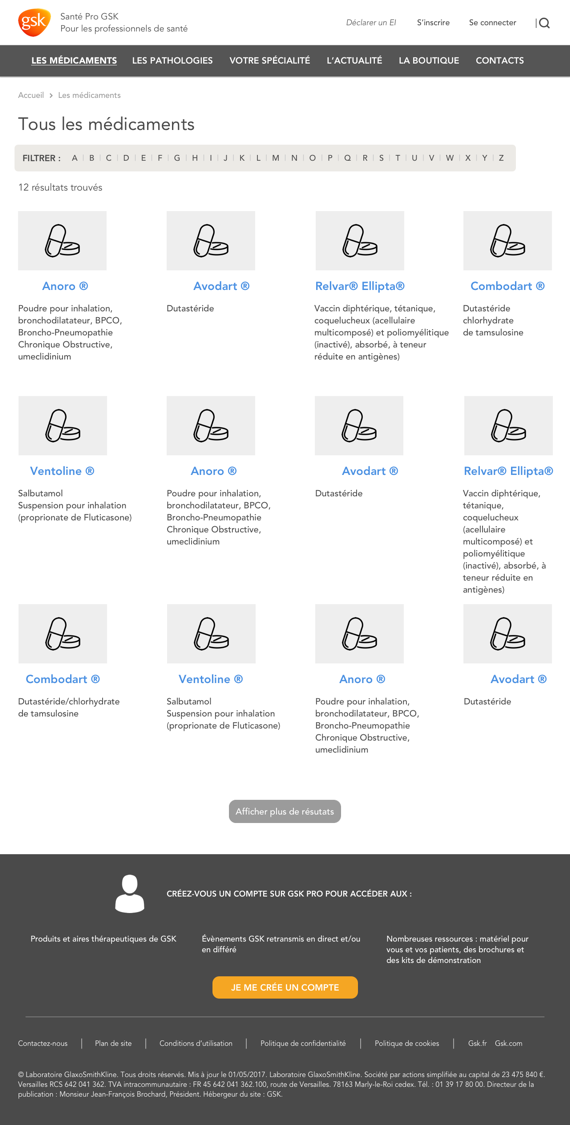 gsk
Santé Pro GSK
Pour les professionnels de santé
Déclarer un EI
S'inscrire
Se connecter
LES MÉDICAMENTS
LES PATHOLOGIES
VOTRE SPÉCIALITÉ
L'ACTUALITÉ
LA BOUTIQUE
CONTACTS
Accueil > Les médicaments
Tous les médicaments
FILTRER : A | B | C | D | E | F | G | H | I | J | K | L | M | N | O | P | Q | R | S | T | U | V | W | X | Y | Z
12 résultats trouvés
Anoro ®
Poudre pour inhalation,
bronchodilatateur, BPCO,
Broncho-Pneumopathie
Chronique Obstructive,
umeclidinium
Avodart ®
Dutastéride
Relvar® Ellipta®
Vaccin diphtérique, tétanique,
coquelucheux (acellulaire
multicomposé) et poliomyélitique
(inactivé), absorbé, à teneur
réduite en antigènes)
Combodart ®
Dutastéride
chlorhydrate
de tamsulosine
Ventoline ®
Salbutamol
Suspension pour inhalation
(proprionate de Fluticasone)
Anoro ®
Poudre pour inhalation,
bronchodilatateur, BPCO,
Broncho-Pneumopathie
Chronique Obstructive,
umeclidinium
Avodart ®
Dutastéride
Relvar® Ellipta®
Vaccin diphtérique,
tétanique,
coquelucheux
(acellulaire
multicomposé) et
poliomyélitique
(inactivé), absorbé, à
teneur réduite en
antigènes)
Combodart ®
Dutastéride/chlorhydrate
de tamsulosine
Ventoline ®
Salbutamol
Suspension pour inhalation
(proprionate de Fluticasone)
Anoro ®
Poudre pour inhalation,
bronchodilatateur, BPCO,
Broncho-Pneumopathie
Chronique Obstructive,
umeclidinium
Avodart ®
Dutastéride
Afficher plus de résutats
CRÉEZ-VOUS UN COMPTE SUR GSK PRO POUR ACCÉDER AUX :
Produits et aires thérapeutiques de GSK
Évènements GSK retransmis en direct et/ou
en différé
Nombreuses ressources : matériel pour
vous et vos patients, des brochures et
des kits de démonstration
JE ME CRÉE UN COMPTE
Contactez-nous | Plan de site | Conditions d'utilisation | Politique de confidentialité | Politique de cookies | Gsk.fr Gsk.com
© Laboratoire GlaxoSmithKline. Tous droits réservés. Mis à jour le 01/05/2017. Laboratoire GlaxoSmithKline. Société par actions simplifiée au capital de 23 475 840 €.
Versailles RCS 642 041 362. TVA intracommunautaire : FR 45 642 041 362.100, route de Versailles. 78163 Marly-le-Roi cedex. Tél. : 01 39 17 80 00. Directeur de la
publication : Monsieur Jean-François Brochard, Président. Hébergeur du site : GSK.